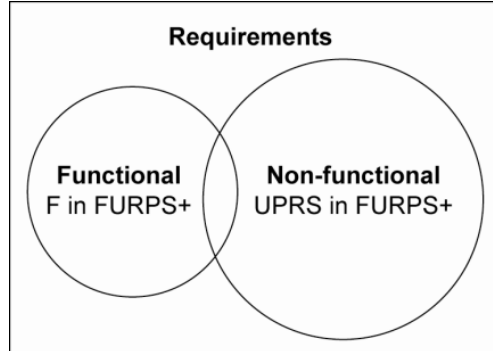 Requirements
Functional
F in FURPS+
Non-functional
UPRS in FURPS+